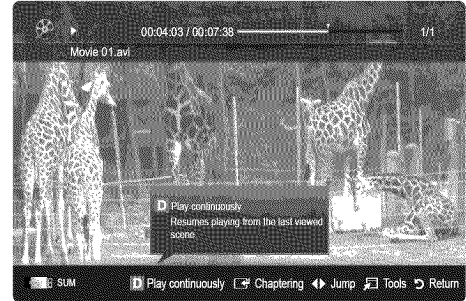 00:04:03 / 00:07:38 1/1
Movie 01.avi
D Play continuously
Resumes playing from the last viewed
scene
SUM D Play continuously Chaptering Jump Tools Return